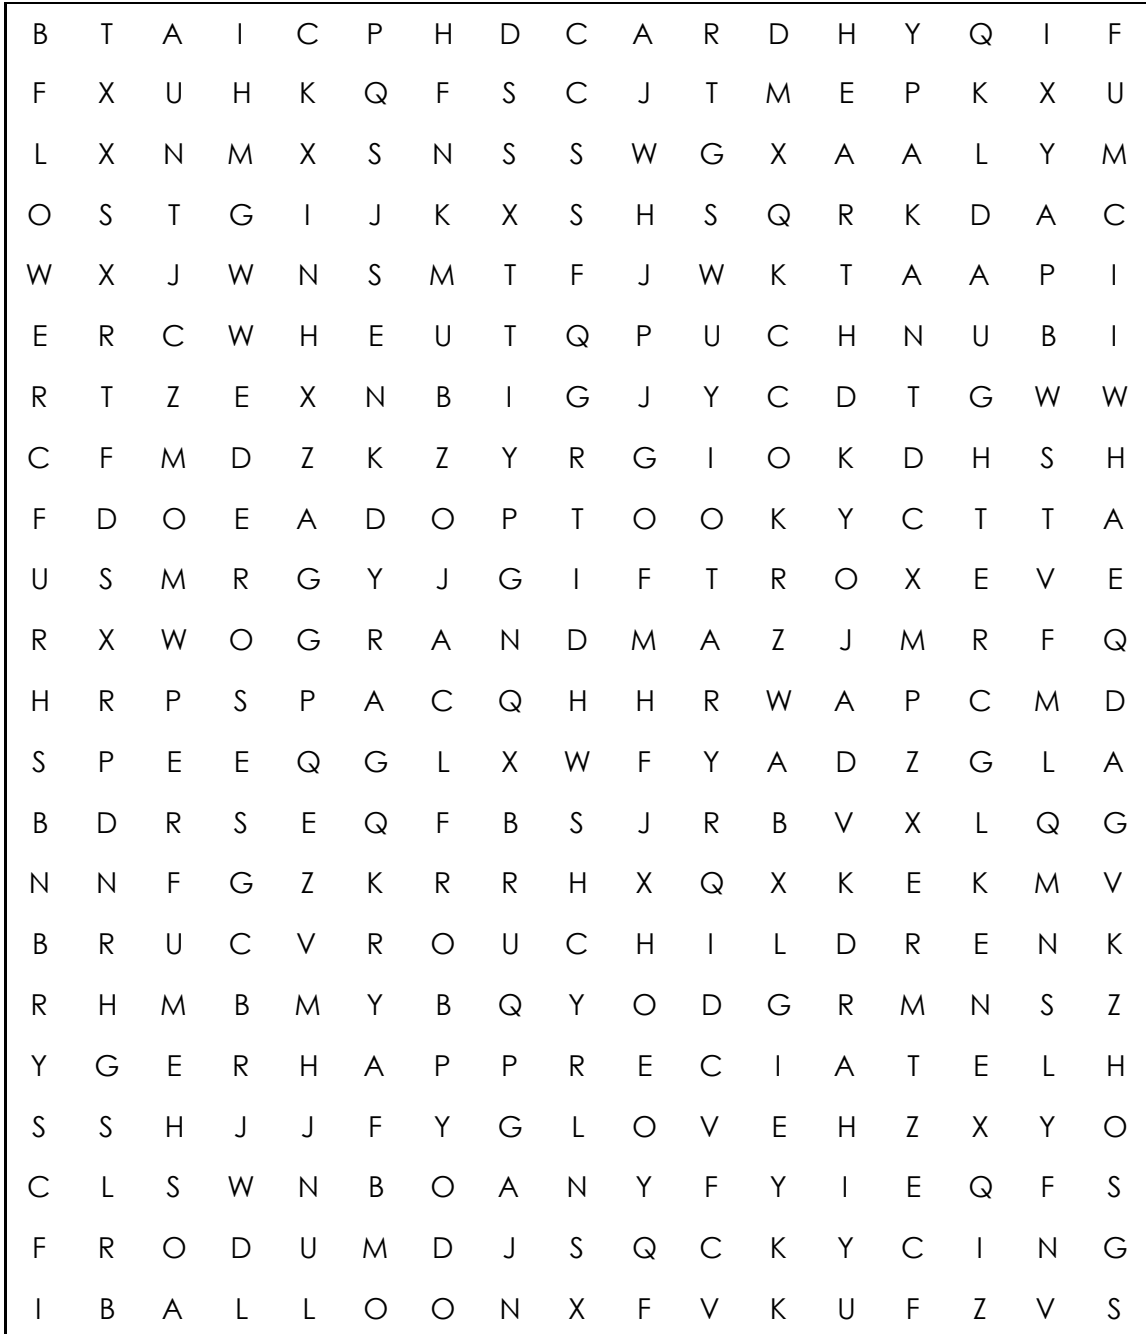 B T A I C P H D C A R D H Y Q I F
F X U H K Q F S C J T M E P K X U
L X N M X S N S S W G X A A L Y M
O S T G I J K X S H S Q R K D A C
W X J W N S M T F J W K T A A P I
E R C W H E U T Q P U C H N U B I
R T Z E X N B I G J Y C D T G W W
C F M D Z K Z Y R G I O K D H S H
F D O E A D O P T O O K Y C T T A
U S M R G Y J G I F T R O X E V E
R X W O G R A N D M A Z J M R F Q
H R P S P A C Q H H R W A P C M D
S P E E Q G L X W F Y A D Z G L A
B D R S E Q F B S J R B V X L Q G
N N F G Z K R R H X Q X K E K M V
B R U C V R O U C H I L D R E N K
R H M B M Y B Q Y O D G R M N S Z
Y G E R H A P P R E C I A T E L H
S S H J J F Y G L O V E H Z X Y O
C L S W N B O A N Y F Y I E Q F S
F R O D U M D J S Q C K Y C I N G
I B A L L O O N X F V K U F Z V S